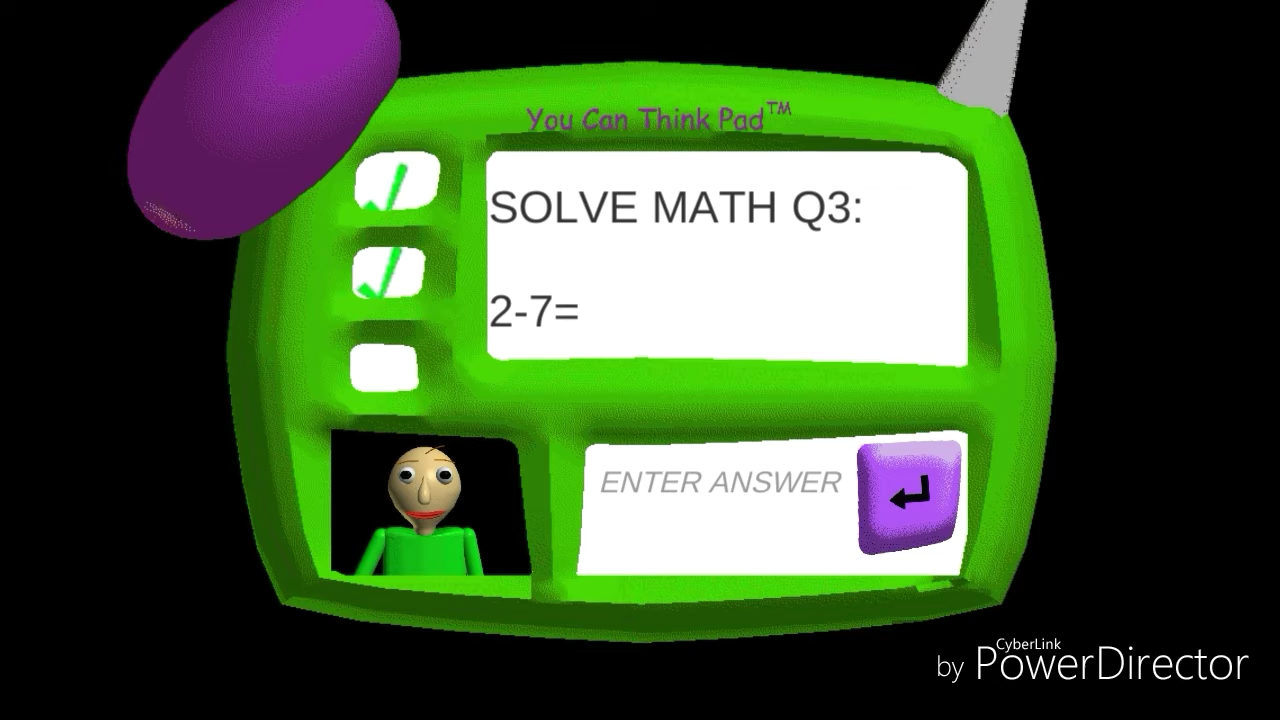 You Can Think Pad™
SOLVE MATH Q3:
2-7=
ENTER ANSWER
CyberLink
by PowerDirector